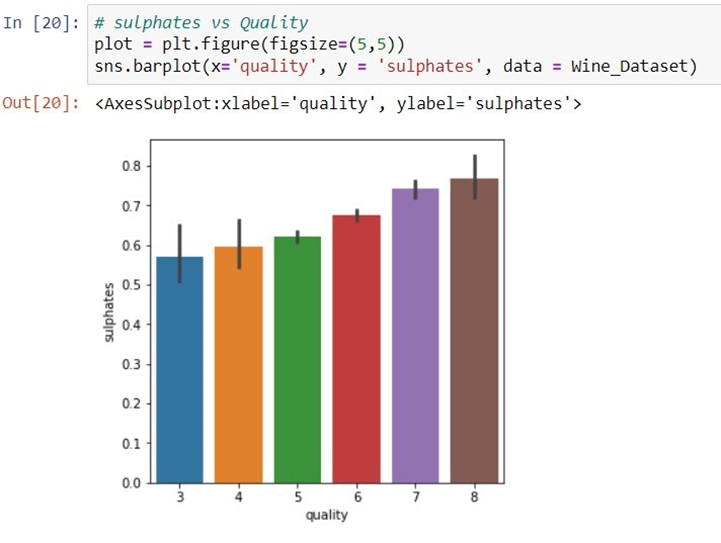 In [20]: # sulphates vs Quality
plot = plt.figure(figsize=(5,5))
sns.barplot(x='quality', y = 'sulphates', data = Wine_Dataset)
Out[20]: <AxesSubplot:xlabel='quality', ylabel='sulphates'>
0.8
0.7
0.6
0.5
0.4
0.3
0.2
0.1
0.0
sulphates
3 4 5 6 7 8
quality